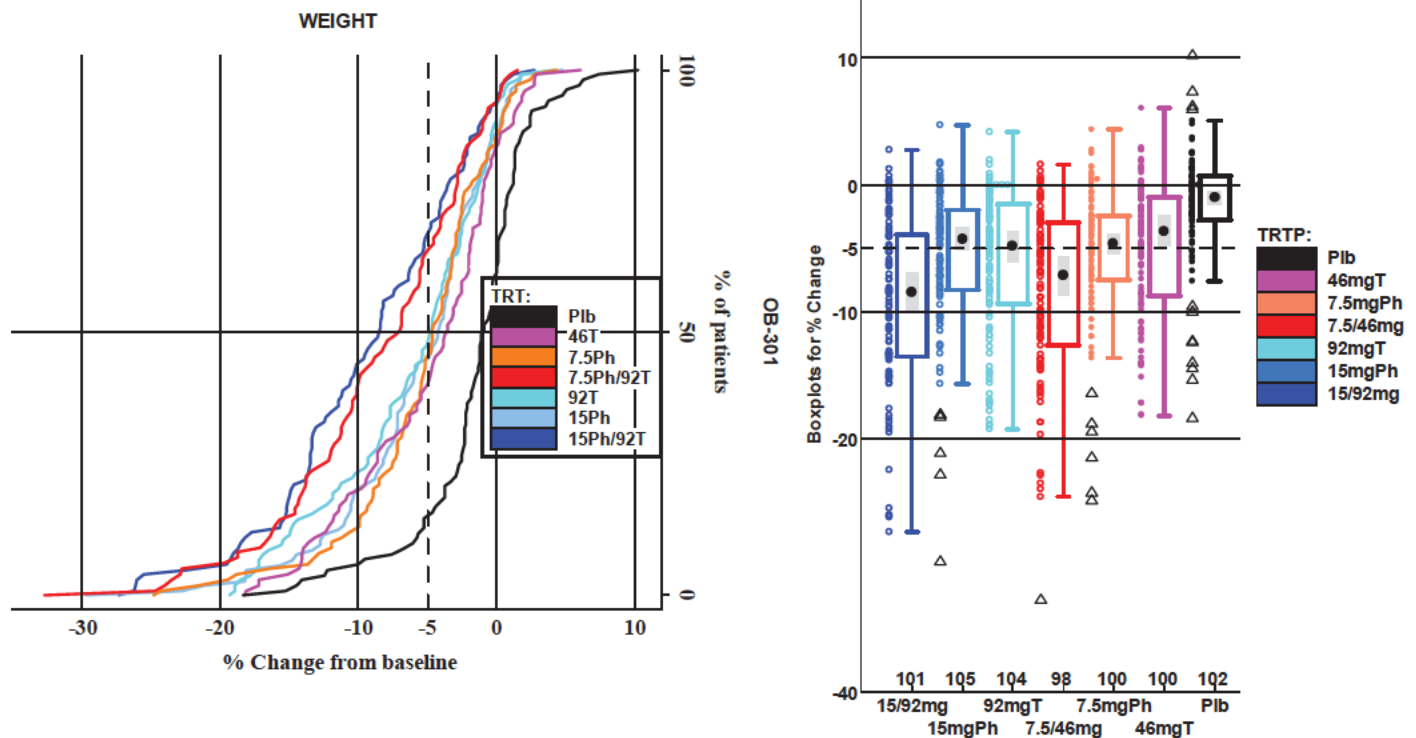 WEIGHT
100
50
0
% of patients
TRT:
Plb
46T
7.5Ph
7.5Ph/92T
92T
15Ph
15Ph/92T
-30
-20
-10
-5
0
10
% Change from baseline
OB-301
Boxplots for % Change
10
0
-5
-10
-20
-40
101
105
104
98
100
100
102
15/92mg
15mgPh
92mgT
7.5/46mg
7.5mgPh
46mgT
Plb
TRTP:
Plb
46mgT
7.5mgPh
7.5/46mg
92mgT
15mgPh
15/92mg